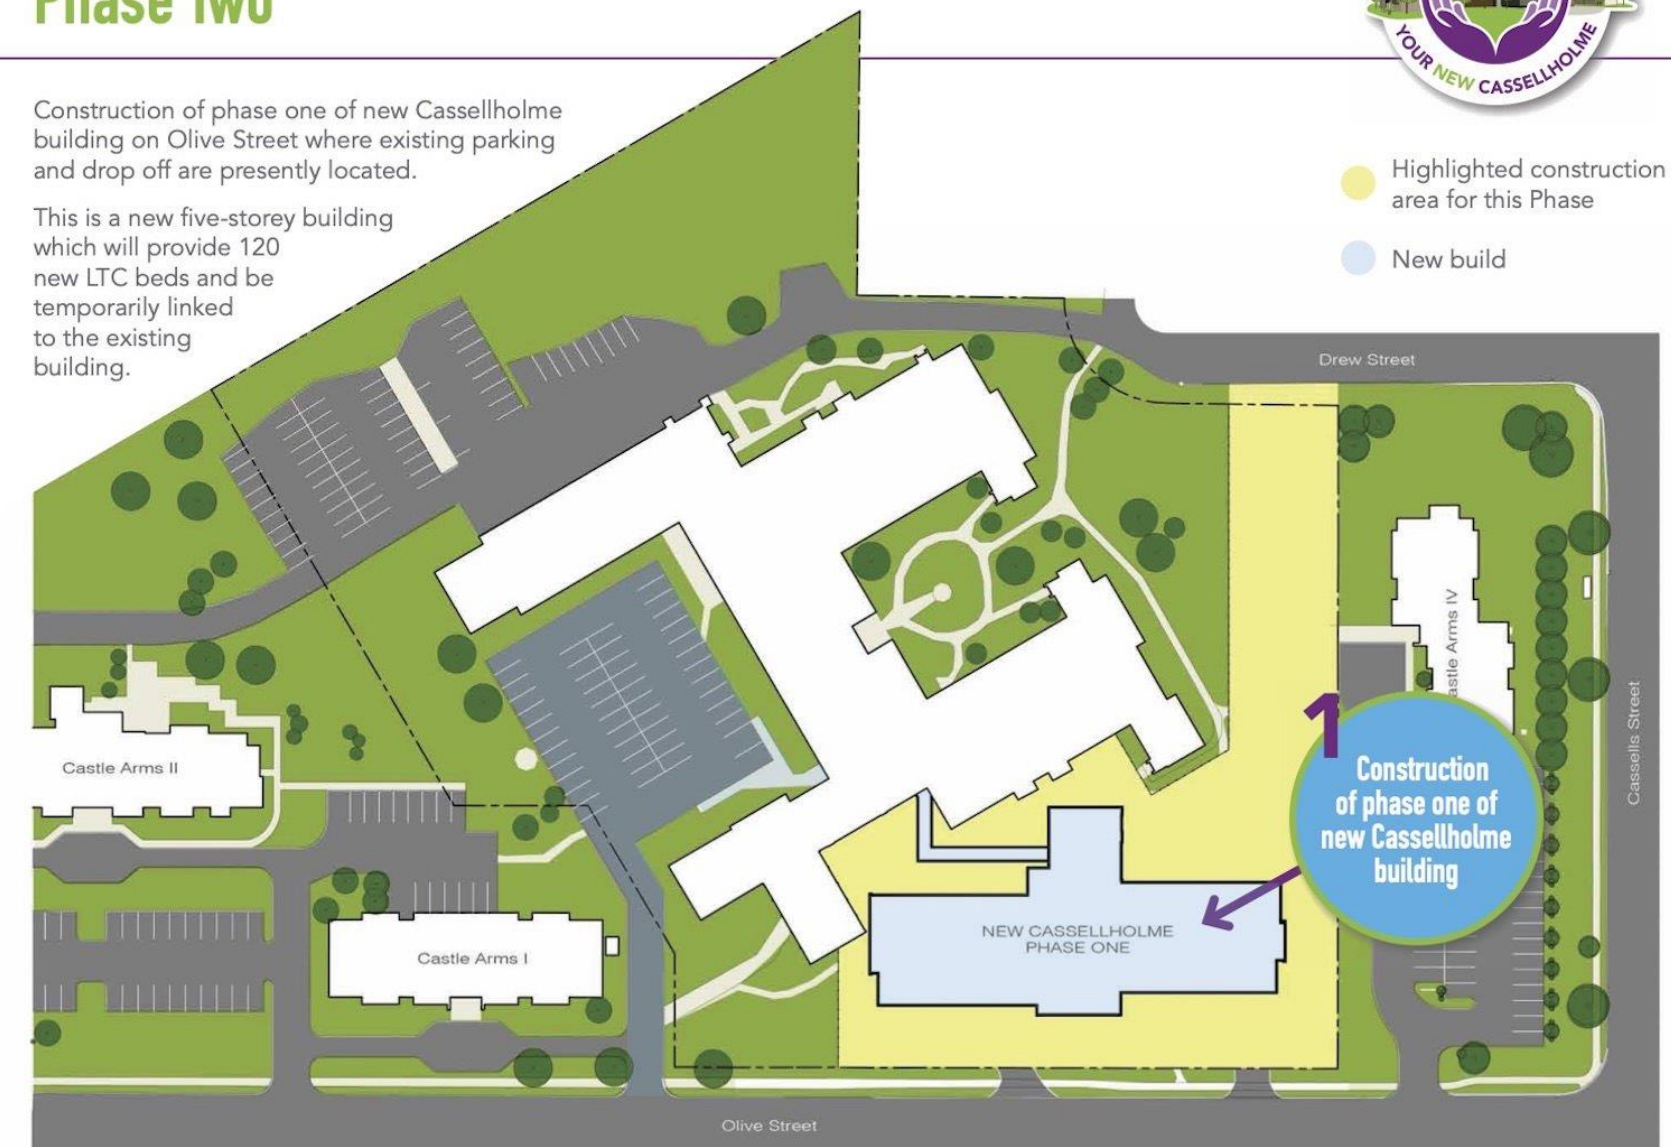 Phase Two
YOUR NEW CASSELLHOLME
Construction of phase one of new Cassellholme
building on Olive Street where existing parking
and drop off are presently located.
This is a new five-storey building
which will provide 120
new LTC beds and be
temporarily linked
to the existing
building.
Highlighted construction
area for this Phase
New build
Drew Street
astle Arms IV
Cassells Street
1
Construction
of phase one of
new Cassellholme
building
Castle Arms II
NEW CASSELLHOLME
PHASE ONE
Castle Arms I
Olive Street